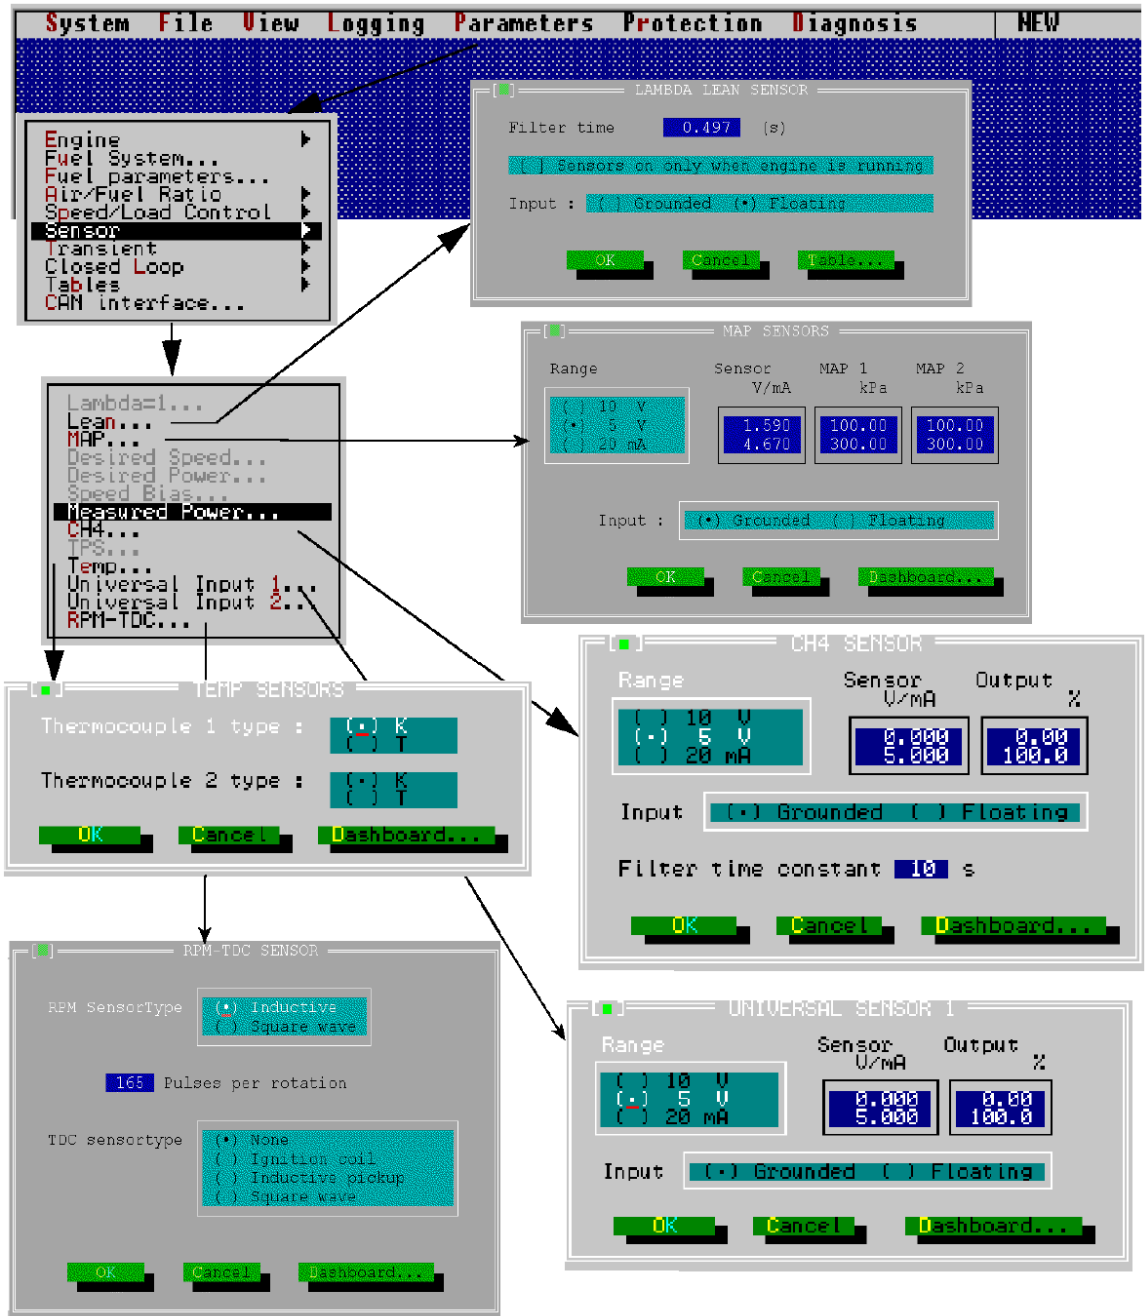 System File View Logging Parameters Protection Diagnosis NEW
Engine
Fuel System...
Fuel parameters...
Air/Fuel Ratio
Speed/Load Control
Sensor
Transient
Closed Loop
Tables
CAN interface...
LAMBDA LEAN SENSOR
Filter time 0.497 (s)
[ ] Sensors on only when engine is running
Input : ( ) Grounded (•) Floating
OK Cancel Table...
Lambda=1...
Lean...
MAP...
Desired Speed...
Desired Power...
Speed Bias...
Measured Power...
CH4...
TPS...
Temp...
Universal Input 1...
Universal Input 2...
RPM-TDC...
MAP SENSORS
Range Sensor MAP 1 MAP 2
V/mA kPa kPa
( ) 10 V
(•) 5 V 1.590 100.00 100.00
( ) 20 mA 4.670 300.00 300.00
Input : (•) Grounded ( ) Floating
OK Cancel Dashboard...
TEMP SENSORS
Thermocouple 1 type : (•) K
( ) T
Thermocouple 2 type : (•) K
( ) T
OK Cancel Dashboard...
CH4 SENSOR
Range Sensor Output
V/mA %
( ) 10 V
(•) 5 V 0.000 0.00
( ) 20 mA 5.000 100.0
Input (•) Grounded ( ) Floating
Filter time constant 10 s
OK Cancel Dashboard...
RPM-TDC SENSOR
RPM SensorType (•) Inductive
( ) Square wave
165 Pulses per rotation
TDC sensortype (•) None
( ) Ignition coil
( ) Inductive pickup
( ) Square wave
OK Cancel Dashboard...
UNIVERSAL SENSOR 1
Range Sensor Output
V/mA %
( ) 10 V
(•) 5 V 0.000 0.00
( ) 20 mA 5.000 100.0
Input (•) Grounded ( ) Floating
OK Cancel Dashboard...